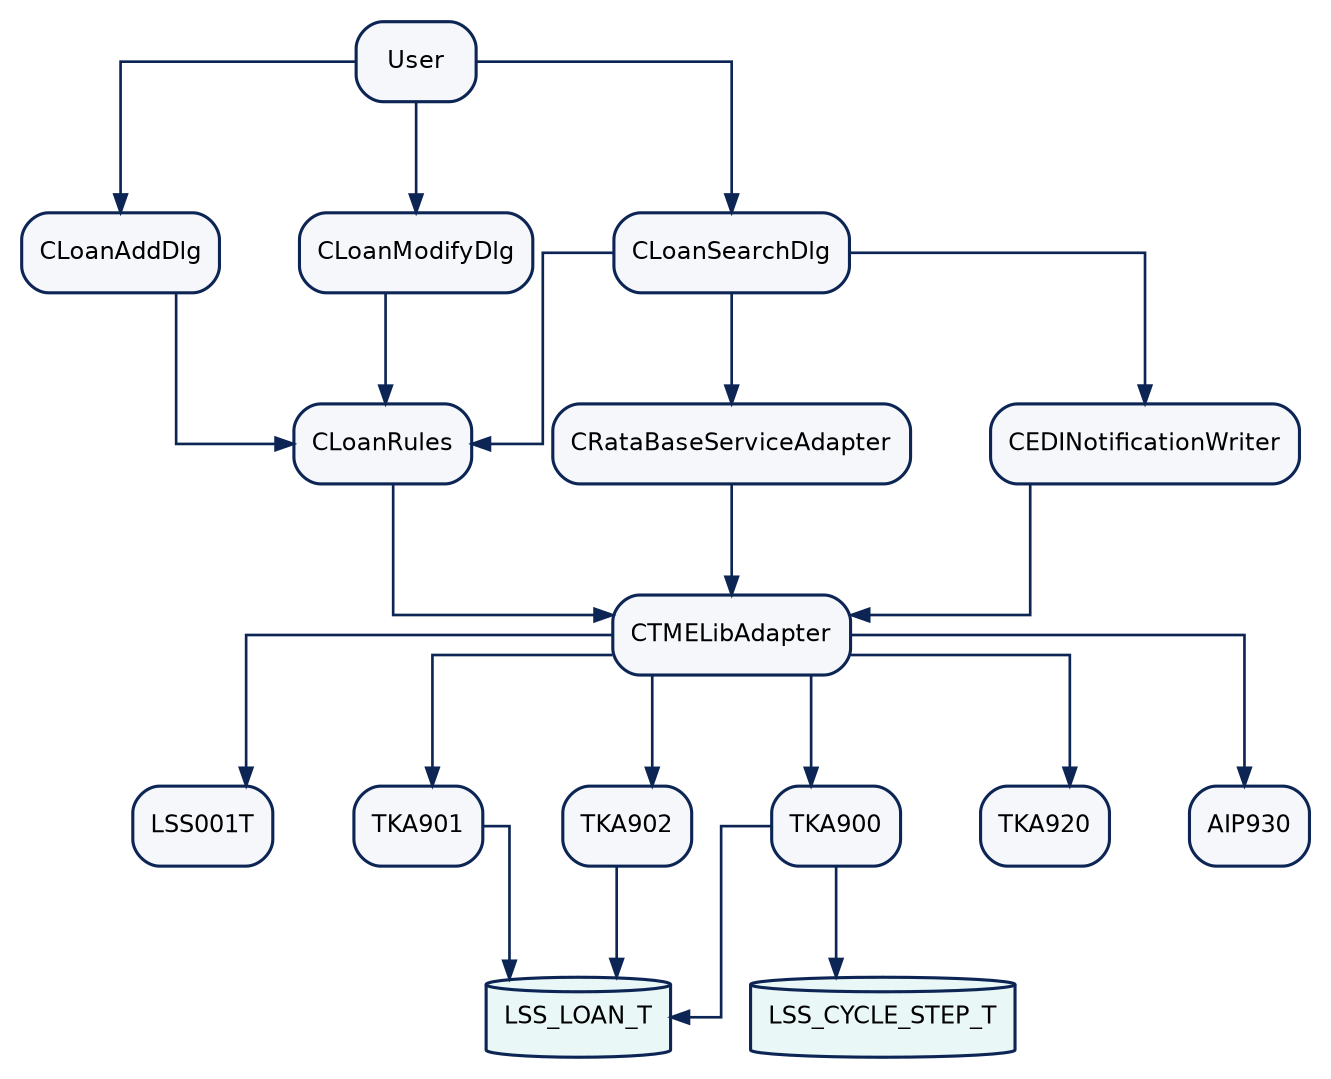 User
CLoanAddDlg
CLoanModifyDlg
CLoanSearchDlg
CLoanRules
CRataBaseServiceAdapter
CEDINotificationWriter
CTMELibAdapter
LSS001T
TKA901
TKA902
TKA900
TKA920
AIP930
LSS_LOAN_T
LSS_CYCLE_STEP_T